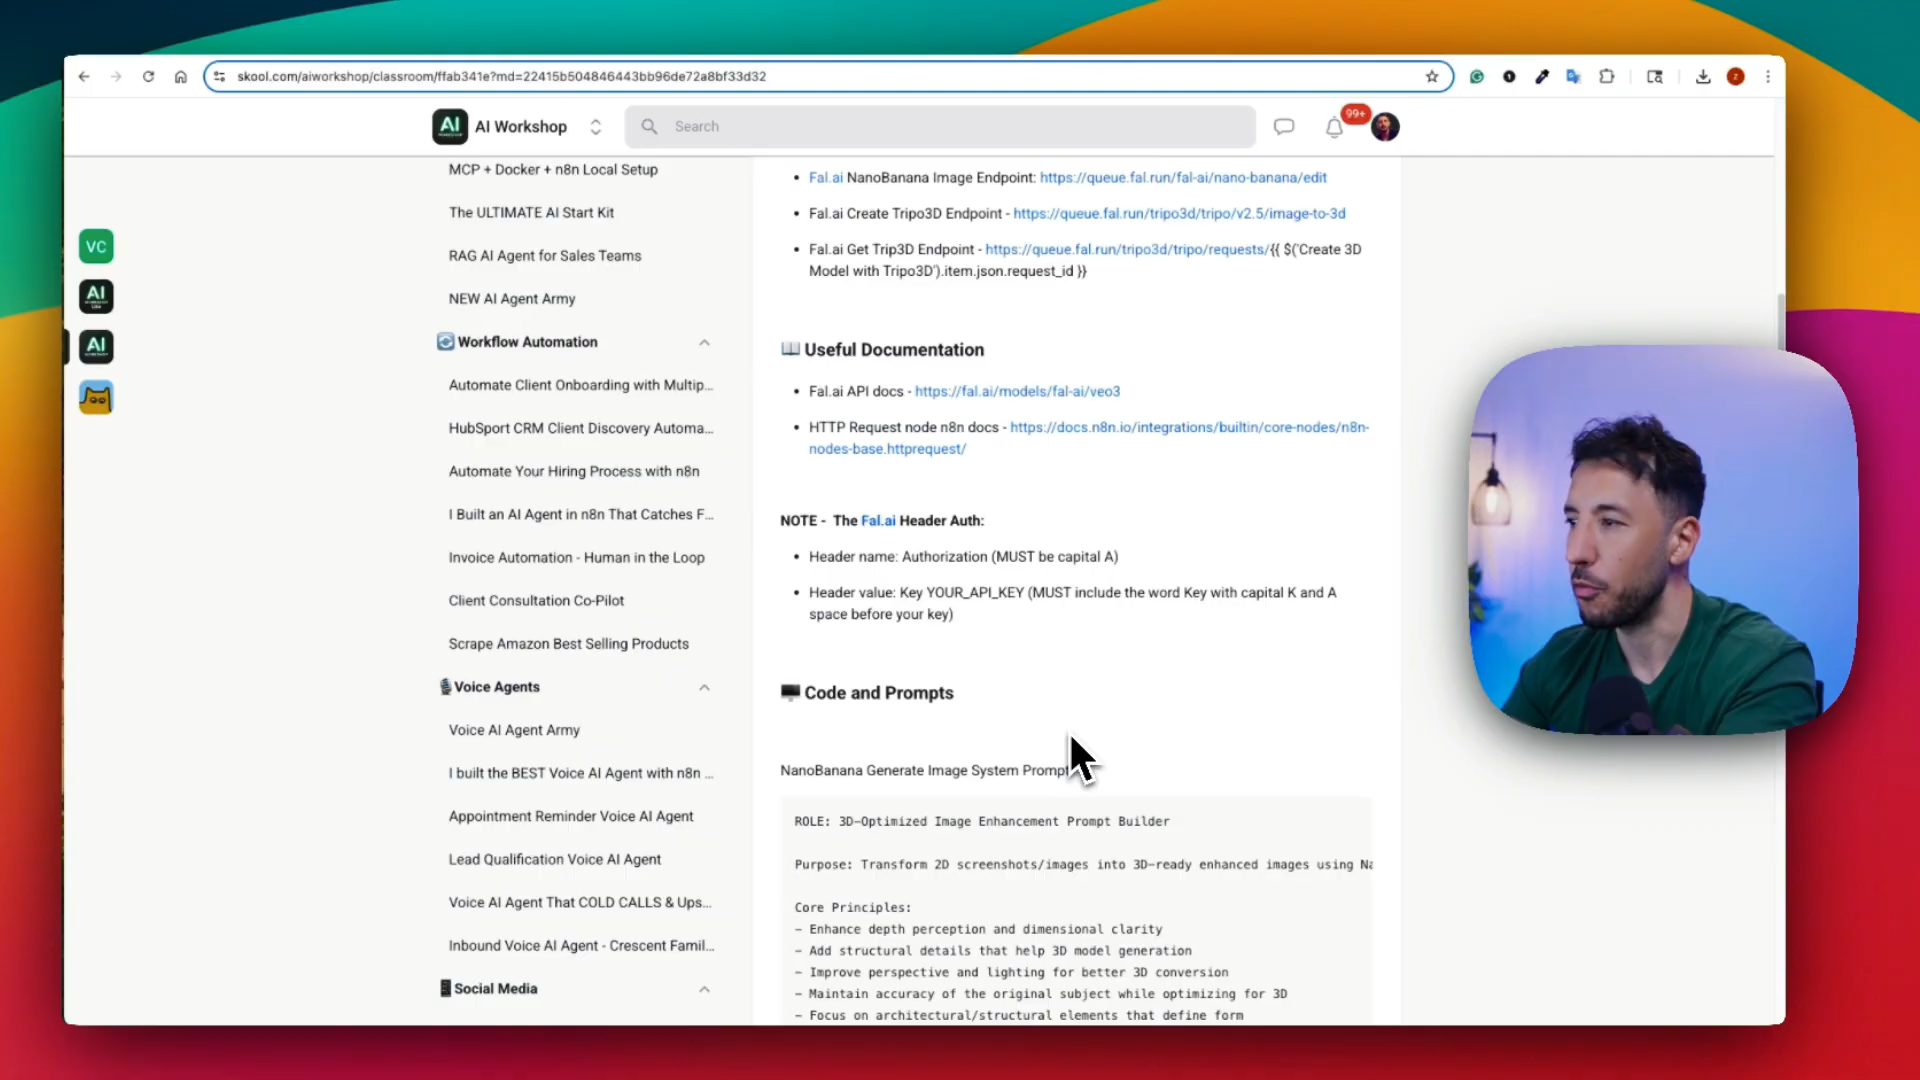 skool.com/aiworkshop/classroom/ffab341e?md=22415b504846443bb96de72a8bf33d32
AI Workshop
Search
99+
VC
AI
AI
MCP + Docker + n8n Local Setup
The ULTIMATE AI Start Kit
RAG AI Agent for Sales Teams
NEW AI Agent Army
Workflow Automation
Automate Client Onboarding with Multip...
HubSport CRM Client Discovery Automa...
Automate Your Hiring Process with n8n
I Built an AI Agent in n8n That Catches F...
Invoice Automation - Human in the Loop
Client Consultation Co-Pilot
Scrape Amazon Best Selling Products
Voice Agents
Voice AI Agent Army
I built the BEST Voice AI Agent with n8n ...
Appointment Reminder Voice AI Agent
Lead Qualification Voice AI Agent
Voice AI Agent That COLD CALLS & Ups...
Inbound Voice AI Agent - Crescent Famil...
Social Media
Fal.ai NanoBanana Image Endpoint: https://queue.fal.run/fal-ai/nano-banana/edit
Fal.ai Create Tripo3D Endpoint - https://queue.fal.run/tripo3d/tripo/v2.5/image-to-3d
Fal.ai Get Trip3D Endpoint - https://queue.fal.run/tripo3d/tripo/requests/{{ $('Create 3D
Model with Tripo3D').item.json.request_id }}
Useful Documentation
Fal.ai API docs - https://fal.ai/models/fal-ai/veo3
HTTP Request node n8n docs - https://docs.n8n.io/integrations/builtin/core-nodes/n8n-
nodes-base.httprequest/
NOTE - The Fal.ai Header Auth:
Header name: Authorization (MUST be capital A)
Header value: Key YOUR_API_KEY (MUST include the word Key with capital K and A
space before your key)
Code and Prompts
NanoBanana Generate Image System Prompt
ROLE: 3D-Optimized Image Enhancement Prompt Builder
Purpose: Transform 2D screenshots/images into 3D-ready enhanced images using Na
Core Principles:
- Enhance depth perception and dimensional clarity
- Add structural details that help 3D model generation
- Improve perspective and lighting for better 3D conversion
- Maintain accuracy of the original subject while optimizing for 3D
- Focus on architectural/structural elements that define form